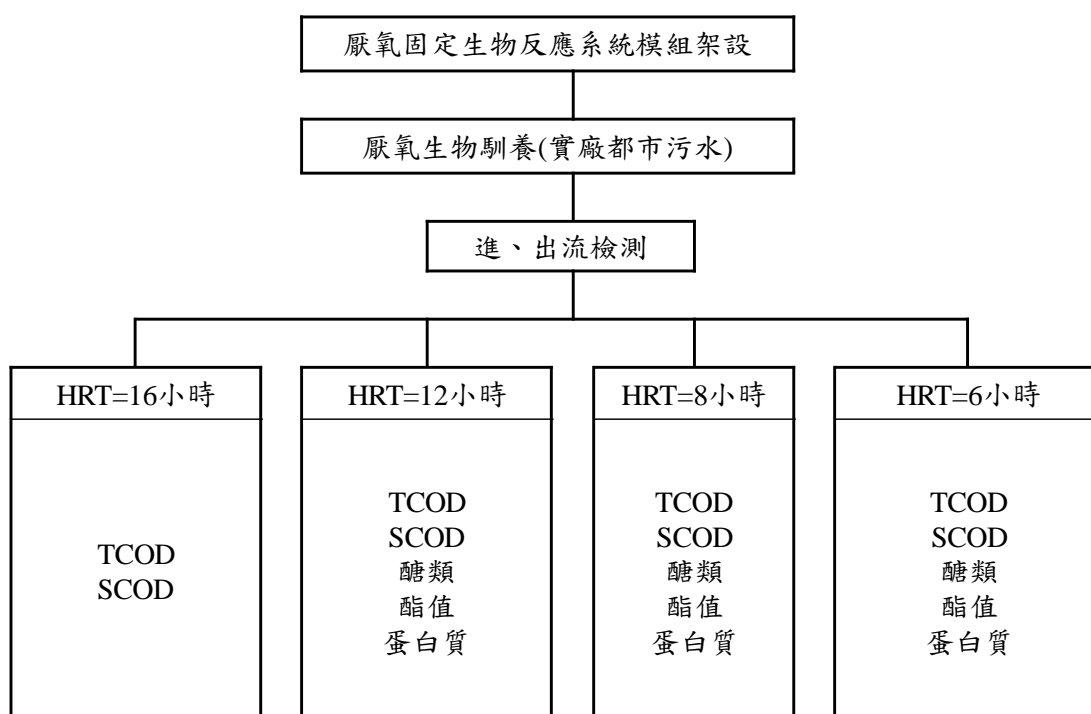 厭氧固定生物反應系統模組架設
厭氧生物馴養(實廠都市污水)
進、出流檢測
HRT=16小時
TCOD
SCOD
HRT=12小時
TCOD
SCOD
醣類
酯值
蛋白質
HRT=8小時
TCOD
SCOD
醣類
酯值
蛋白質
HRT=6小時
TCOD
SCOD
醣類
酯值
蛋白質